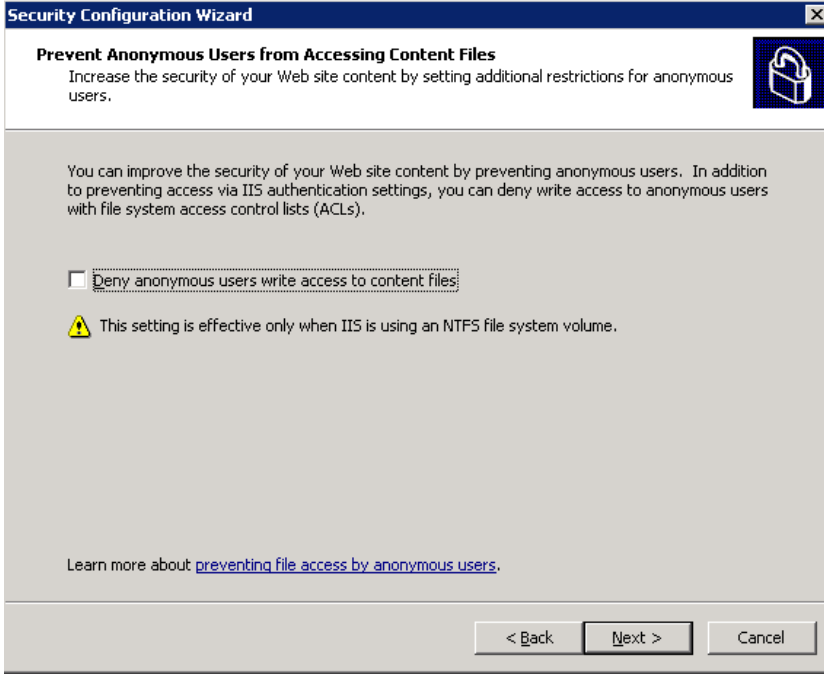 Security Configuration Wizard
Prevent Anonymous Users from Accessing Content Files
Increase the security of your Web site content by setting additional restrictions for anonymous
users.
You can improve the security of your Web site content by preventing anonymous users. In addition
to preventing access via IIS authentication settings, you can deny write access to anonymous users
with file system access control lists (ACLs).
Deny anonymous users write access to content files
This setting is effective only when IIS is using an NTFS file system volume.
Learn more about preventing file access by anonymous users.
< Back Next > Cancel